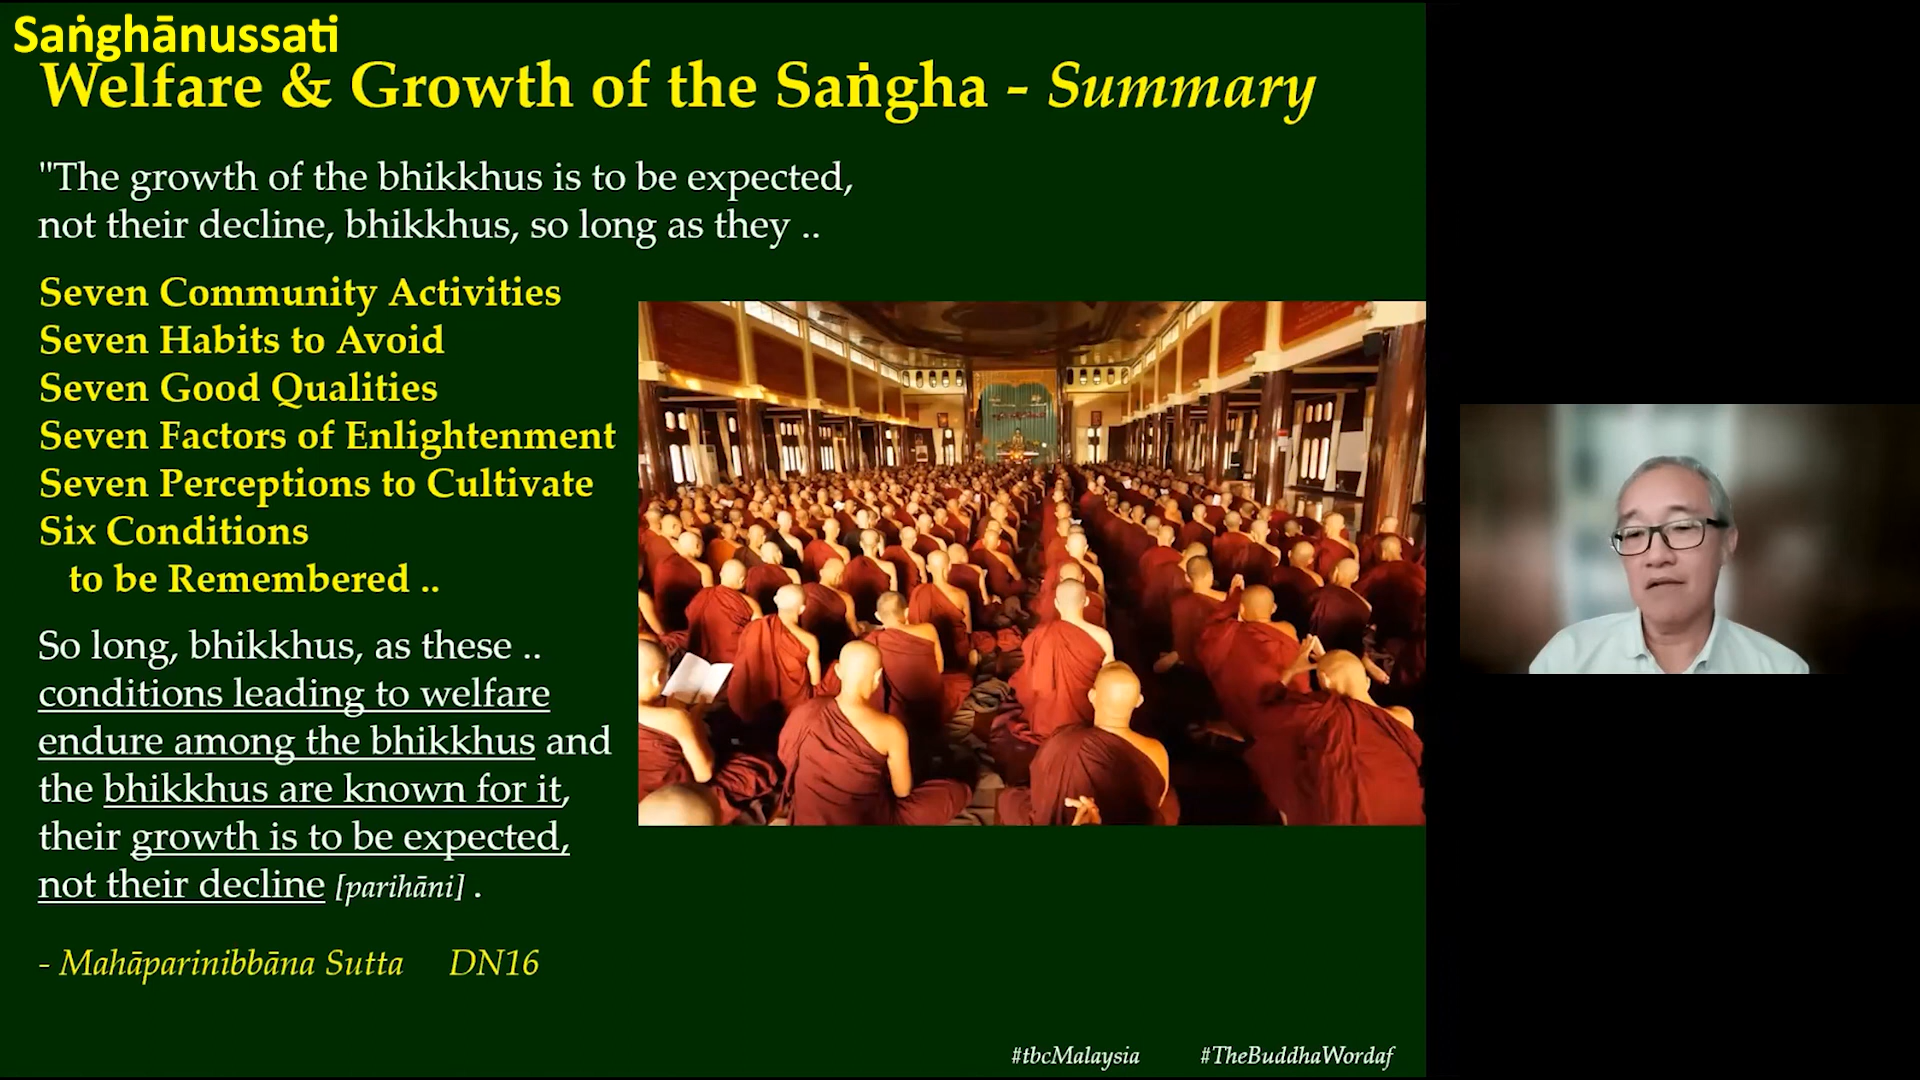 Saṅghānussati
Welfare & Growth of the Saṅgha - Summary
"The growth of the bhikkhus is to be expected,
not their decline, bhikkhus, so long as they ..
Seven Community Activities
Seven Habits to Avoid
Seven Good Qualities
Seven Factors of Enlightenment
Seven Perceptions to Cultivate
Six Conditions
to be Remembered ..
So long, bhikkhus, as these ..
conditions leading to welfare
endure among the bhikkhus and
the bhikkhus are known for it,
their growth is to be expected,
not their decline [parihāni] .
- Mahāparinibbāna Sutta DN16
#tbcMalaysia #TheBuddhaWordaf